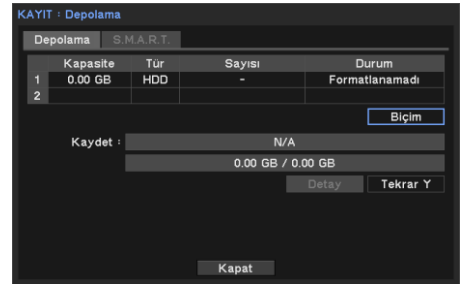 KAYIT : Depolama
Depolama S.M.A.R.T.
Kapasite Tür Sayısı Durum
1 0.00 GB HDD - Formatlanamadı
2
Biçim
Kaydet : N/A
0.00 GB / 0.00 GB
Detay Tekrar Y
Kapat